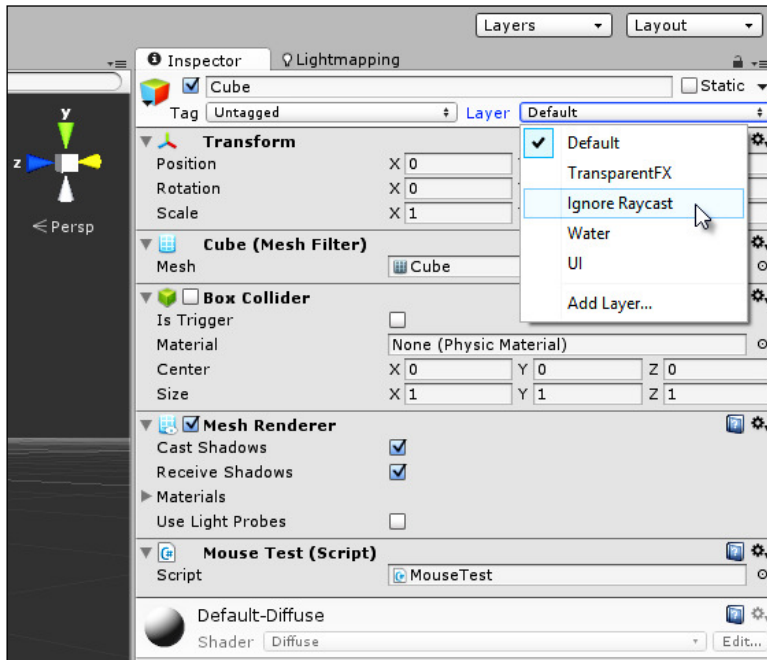 Layers Layout
Inspector Lightmapping
Cube Static
Tag Untagged Layer Default
Default
TransparentFX
Ignore Raycast
Water
UI
Add Layer...
y
z
Persp
Transform
Position X 0
Rotation X 0
Scale X 1
Cube (Mesh Filter)
Mesh Cube
Box Collider
Is Trigger
Material None (Physic Material)
Center X 0 Y 0 Z 0
Size X 1 Y 1 Z 1
Mesh Renderer
Cast Shadows
Receive Shadows
Materials
Use Light Probes
Mouse Test (Script)
Script MouseTest
Default-Diffuse
Shader Diffuse Edit...